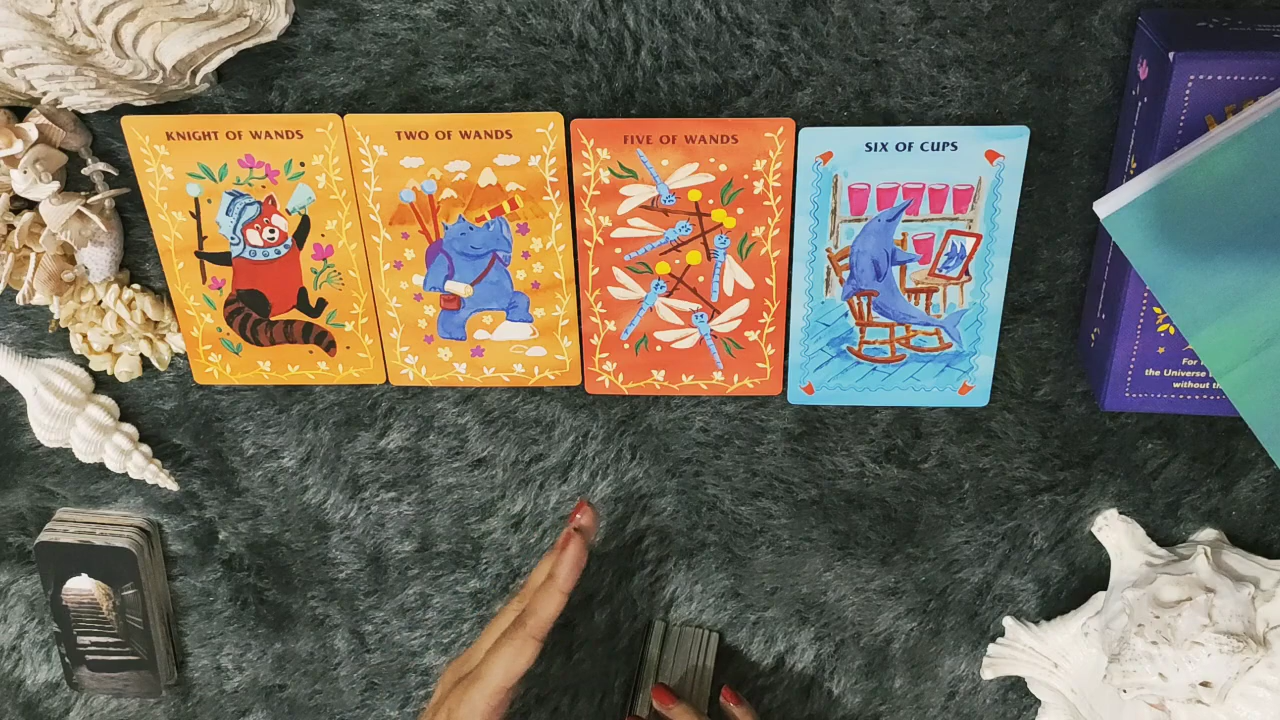 KNIGHT OF WANDS
TWO OF WANDS
FIVE OF WANDS
SIX OF CUPS
For
the Universe
without